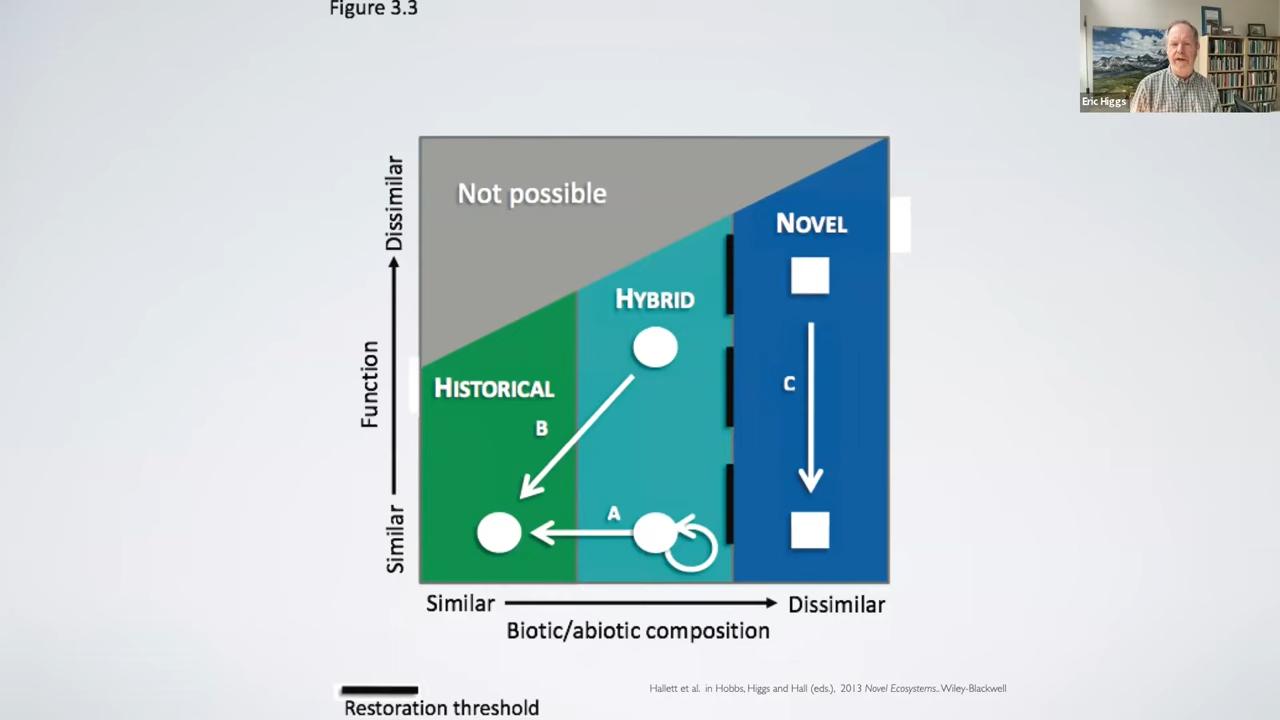 Figure 3.3
Eric Higgs
Not possible
NOVEL
HYBRID
HISTORICAL
B
A
C
Function
Similar
Dissimilar
Similar
Dissimilar
Biotic/abiotic composition
Hallett et al. in Hobbs, Higgs and Hall (eds.), 2013 Novel Ecosystems.. Wiley-Blackwell
Restoration threshold